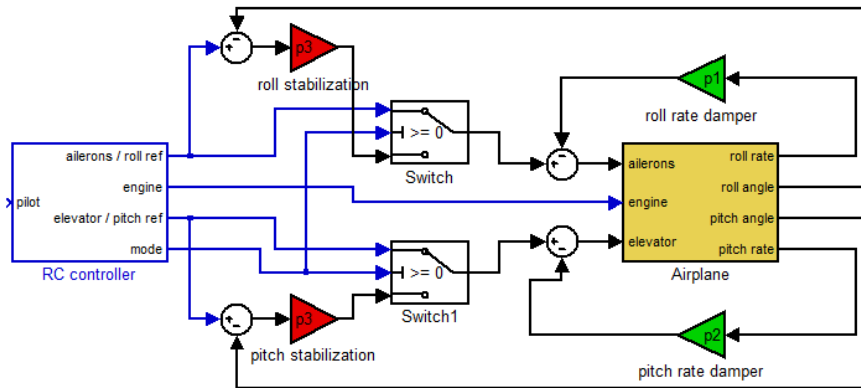 p3
roll stabilization
p1
roll rate damper
ailerons / roll ref
engine
elevator / pitch ref
mode
pilot
RC controller
>= 0
Switch
ailerons
engine
elevator
roll rate
roll angle
pitch angle
pitch rate
Airplane
>= 0
Switch1
p3
pitch stabilization
p2
pitch rate damper